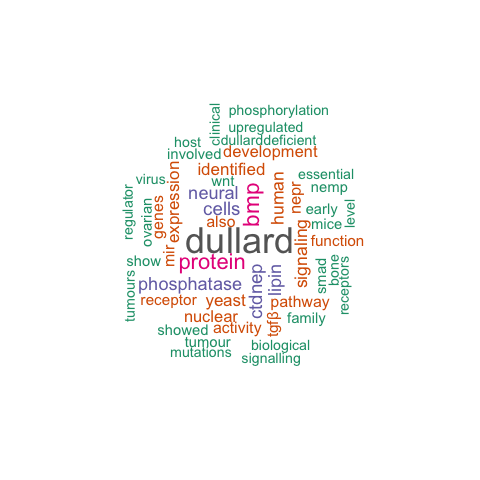 clinical
phosphorylation
upregulated
host
dullarddeficient
involved
development
identified
essential
virus
wnt
nemp
neural
human
nepr
regulator
ovarian
genes
expression
cells
bmp
early
level
also
mice
dullard
function
mir
signaling
show
protein
smad
bone
receptors
tumours
phosphatase
ctdnep
lipin
receptor
yeast
pathway
nuclear
activity
tgfβ
family
showed
tumour
biological
mutations
signalling